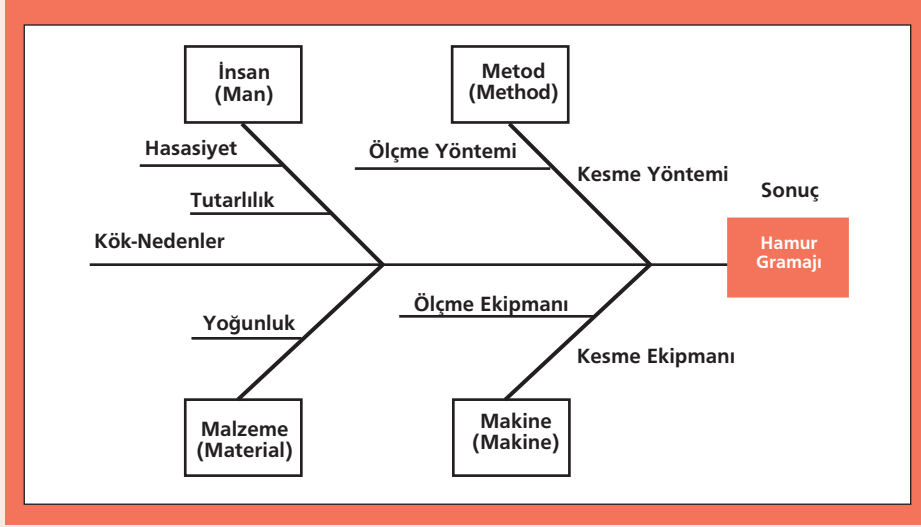 İnsan
(Man)
Metod
(Method)
Hasasiyet
Ölçme Yöntemi
Kesme Yöntemi
Tutarlılık
Sonuç
Kök-Nedenler
Hamur
Gramajı
Yoğunluk
Ölçme Ekipmanı
Kesme Ekipmanı
Malzeme
(Material)
Makine
(Makine)